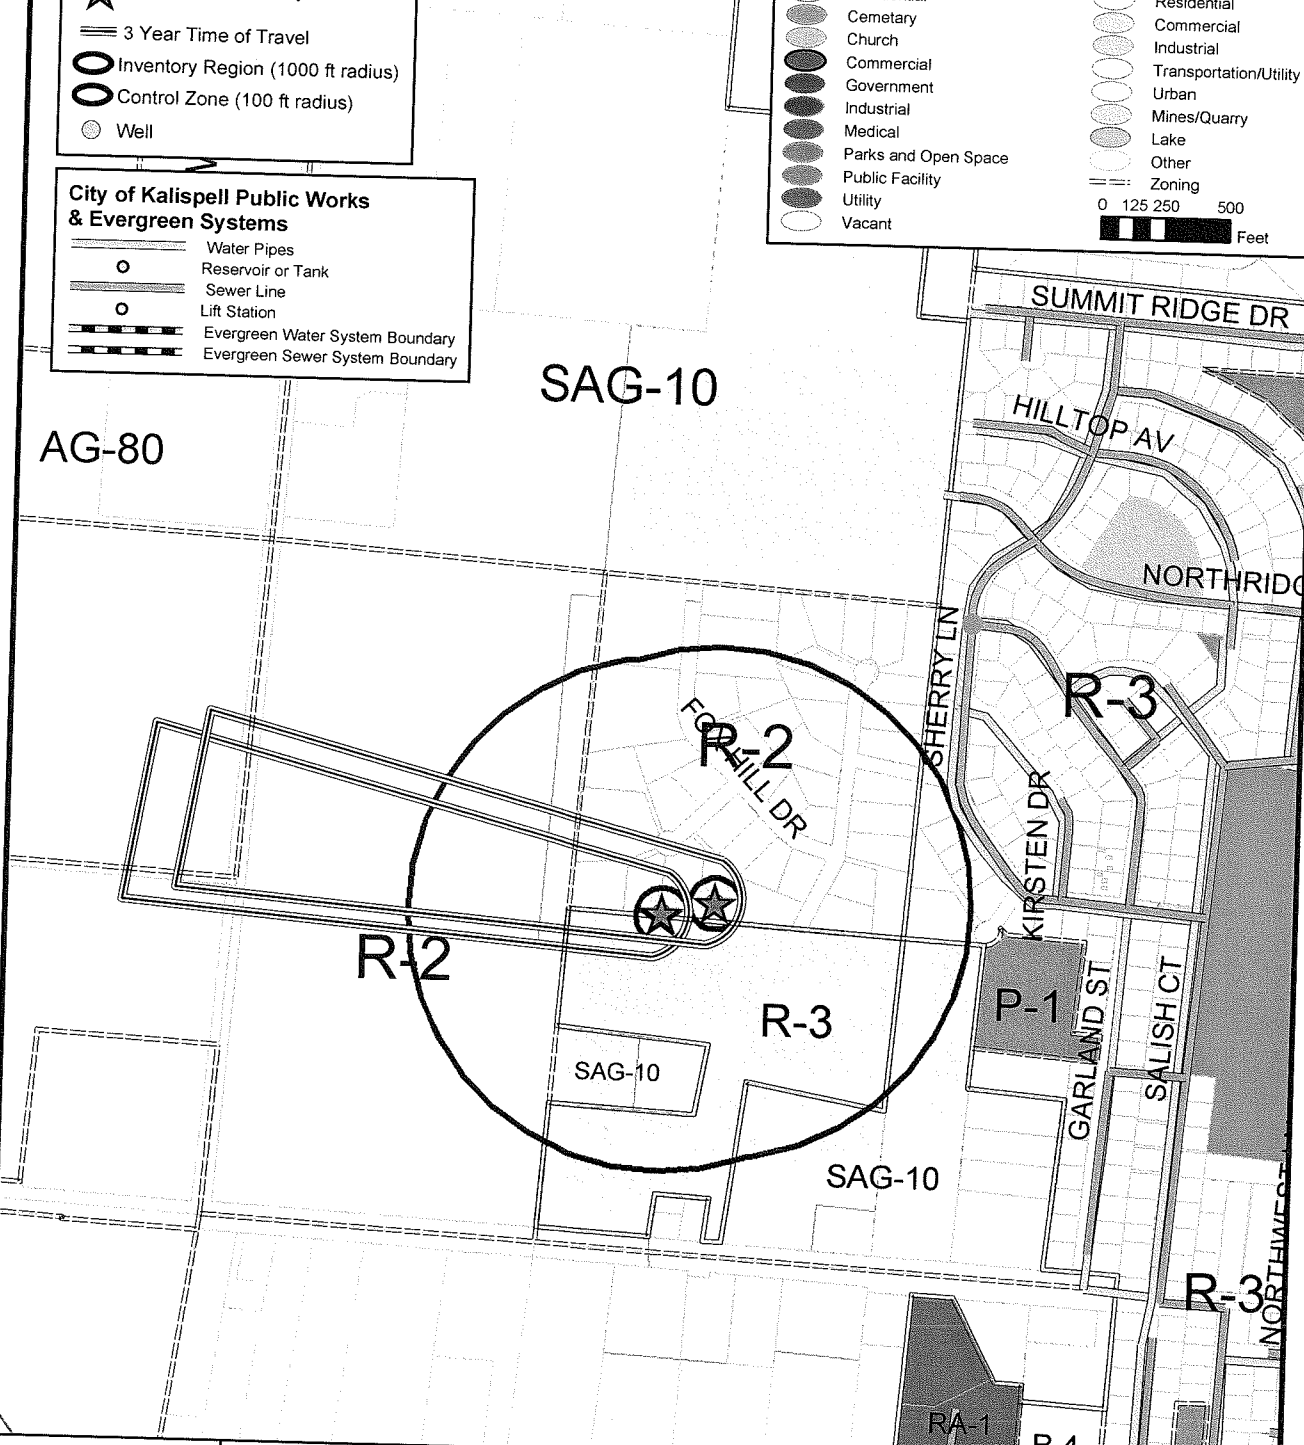 3 Year Time of Travel
Inventory Region (1000 ft radius)
Control Zone (100 ft radius)
Well
City of Kalispell Public Works
& Evergreen Systems
Water Pipes
Reservoir or Tank
Sewer Line
Lift Station
Evergreen Water System Boundary
Evergreen Sewer System Boundary
Cemetary
Church
Commercial
Government
Industrial
Medical
Parks and Open Space
Public Facility
Utility
Vacant
Residential
Commercial
Industrial
Transportation/Utility
Urban
Mines/Quarry
Lake
Other
Zoning
0 125 250 500
Feet
SUMMIT RIDGE DR
HILLTOP AV
SAG-10
AG-80
NORTHRIDG
SHERRY LN
R-3
R-2
HILL DR
KIRSTEN DR
R-2
P-1
R-3
GARLAND ST
SALISH CT
SAG-10
SAG-10
R-3
NORTHWEST
RA-1